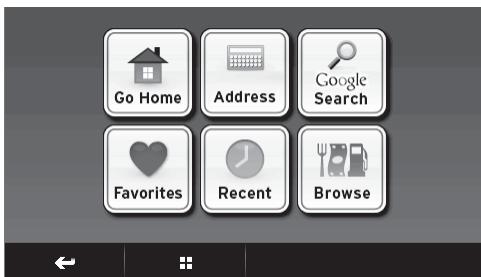 Go Home
Address
Google
Search
Favorites
Recent
Browse